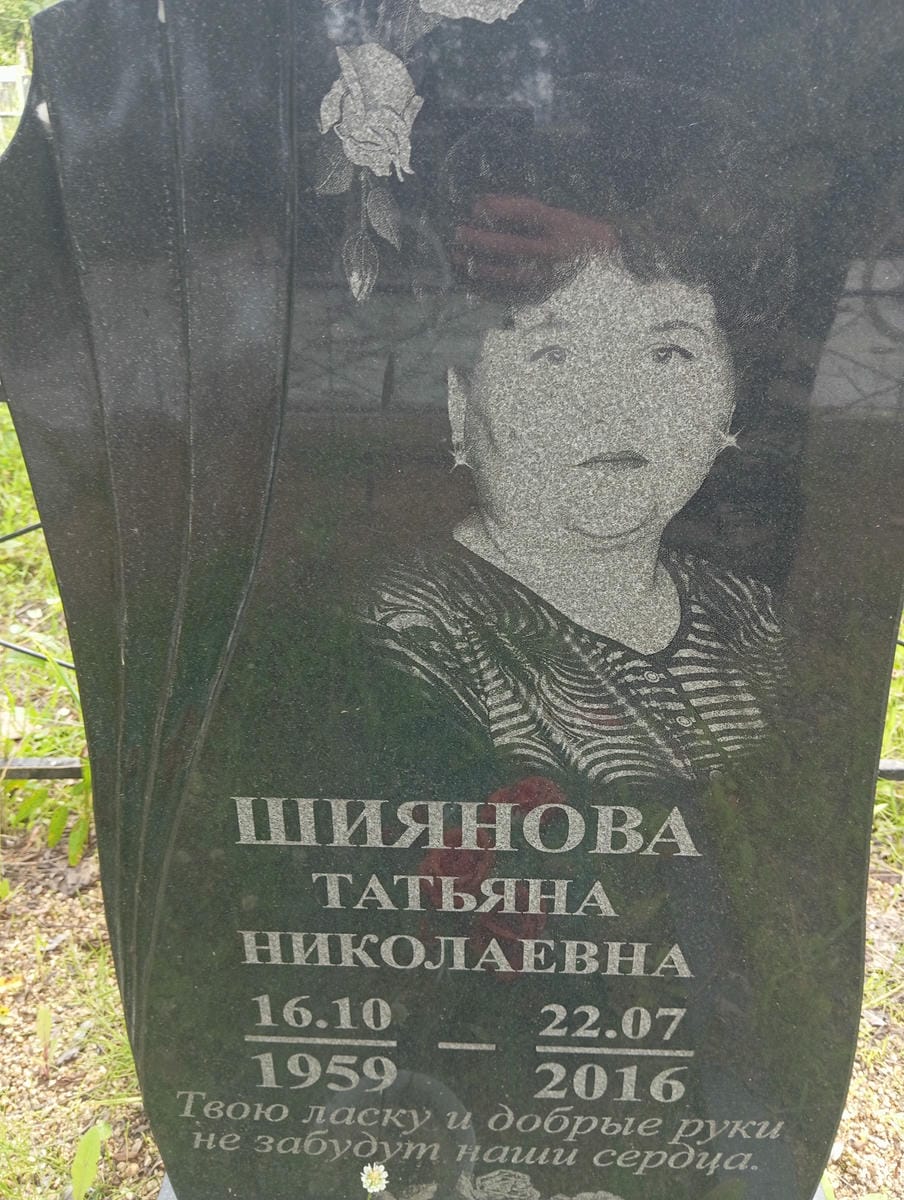 ШИЯНОВА
ТАТЬЯНА
НИКОЛАЕВНА
16.10 — 22.07
1959 2016
Твою ласку и добрые руки
не забудут наши сердца.